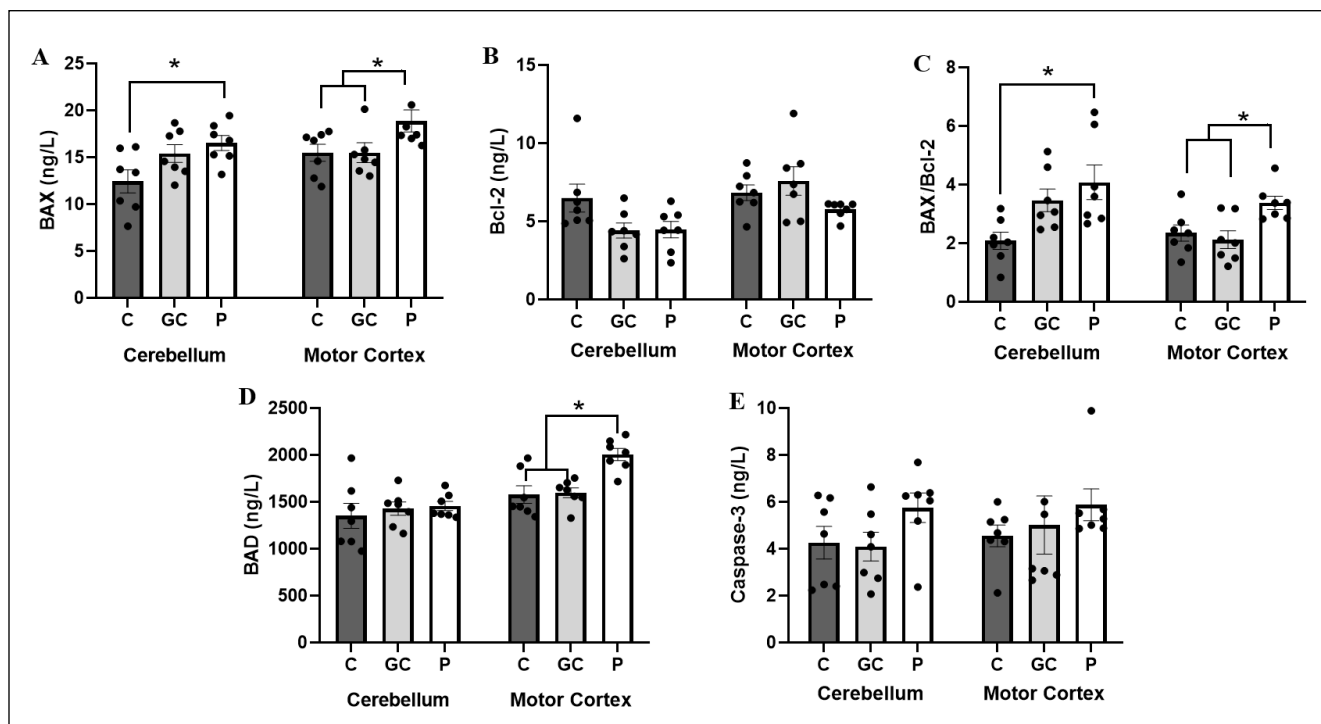 A
BAX (ng/L)
25
20
15
10
5
0
*
*
C GC P C GC P
Cerebellum Motor Cortex
B
Bcl-2 (ng/L)
15
10
5
0
C GC P C GC P
Cerebellum Motor Cortex
C
BAX/Bcl-2
8
6
4
2
0
*
*
C GC P C GC P
Cerebellum Motor Cortex
D
BAD (ng/L)
2500
2000
1500
1000
500
0
*
C GC P C GC P
Cerebellum Motor Cortex
E
Caspase-3 (ng/L)
10
8
6
4
2
0
C GC P C GC P
Cerebellum Motor Cortex